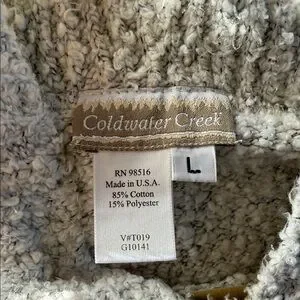 Coldwater Creek
L
RN 98516
Made in U.S.A.
85% Cotton
15% Polyester
V#T019
G10141